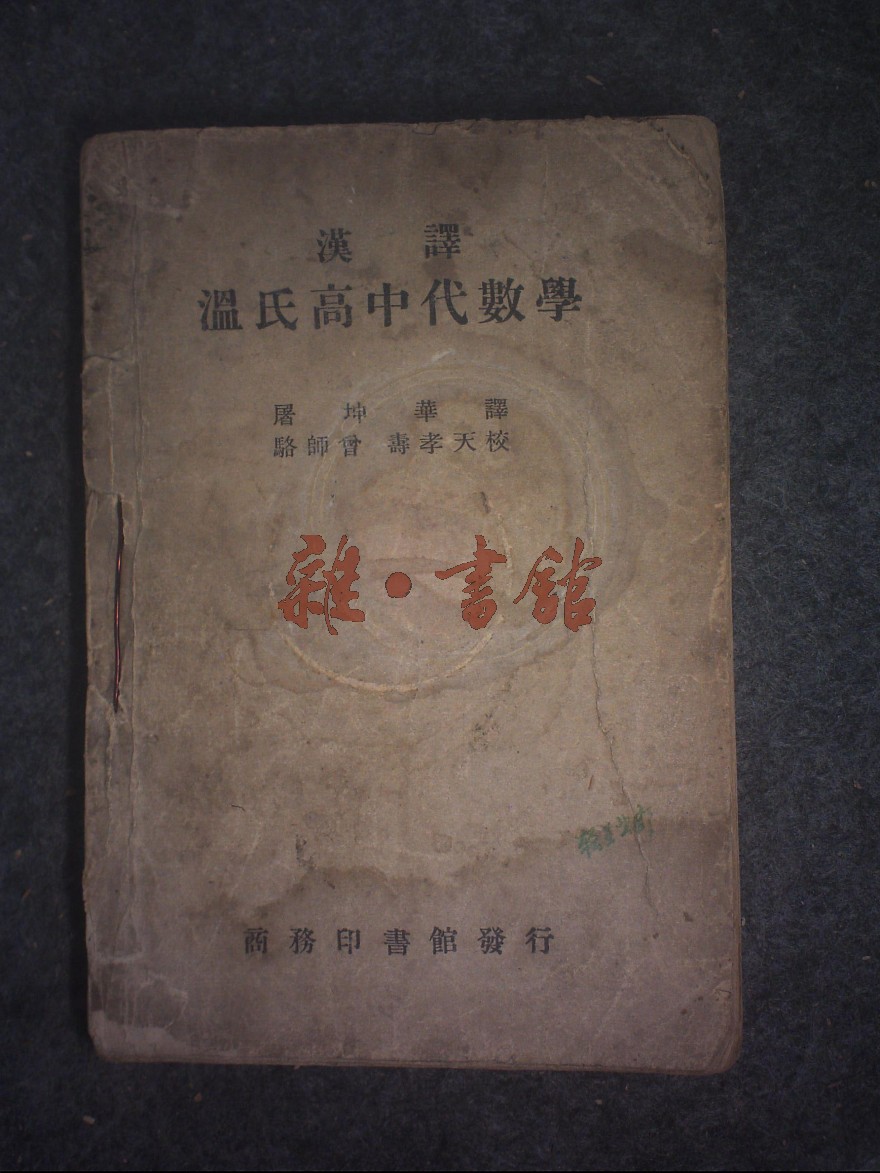 漢譯
溫氏高中代數學
屠坤華譯
駱師曾 壽孝天校
雜·書館
商務印書館發行